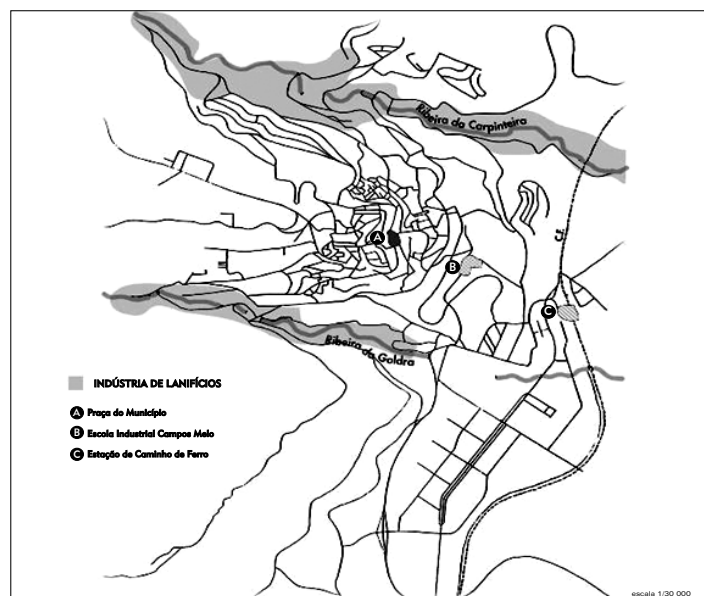 Ribeira da Carpinteira
C.F.
A
B
C
Ribeira da Goldra
INDÚSTRIA DE LANIFÍCIOS
A Praça do Município
B Escola Industrial Campos Melo
C Estação de Caminho de Ferro
escala 1/30 000